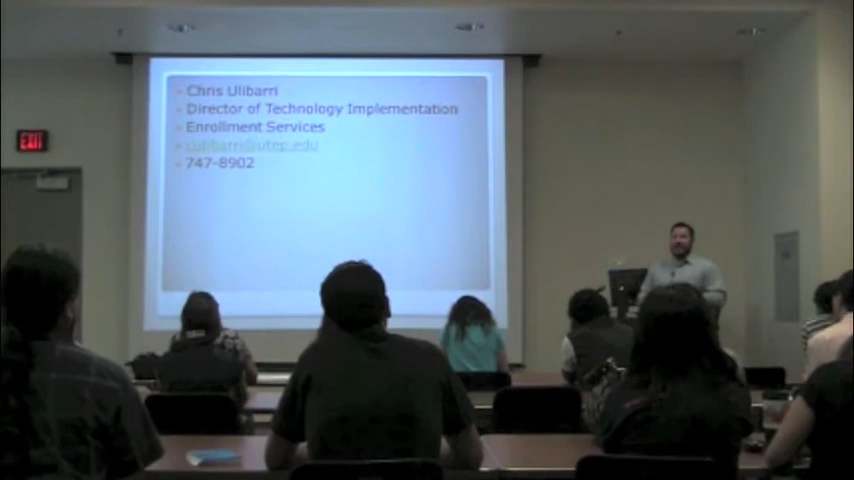 EXIT
Chris Ulibarri
Director of Technology Implementation
Enrollment Services
culibarri@utep.edu
747-8902